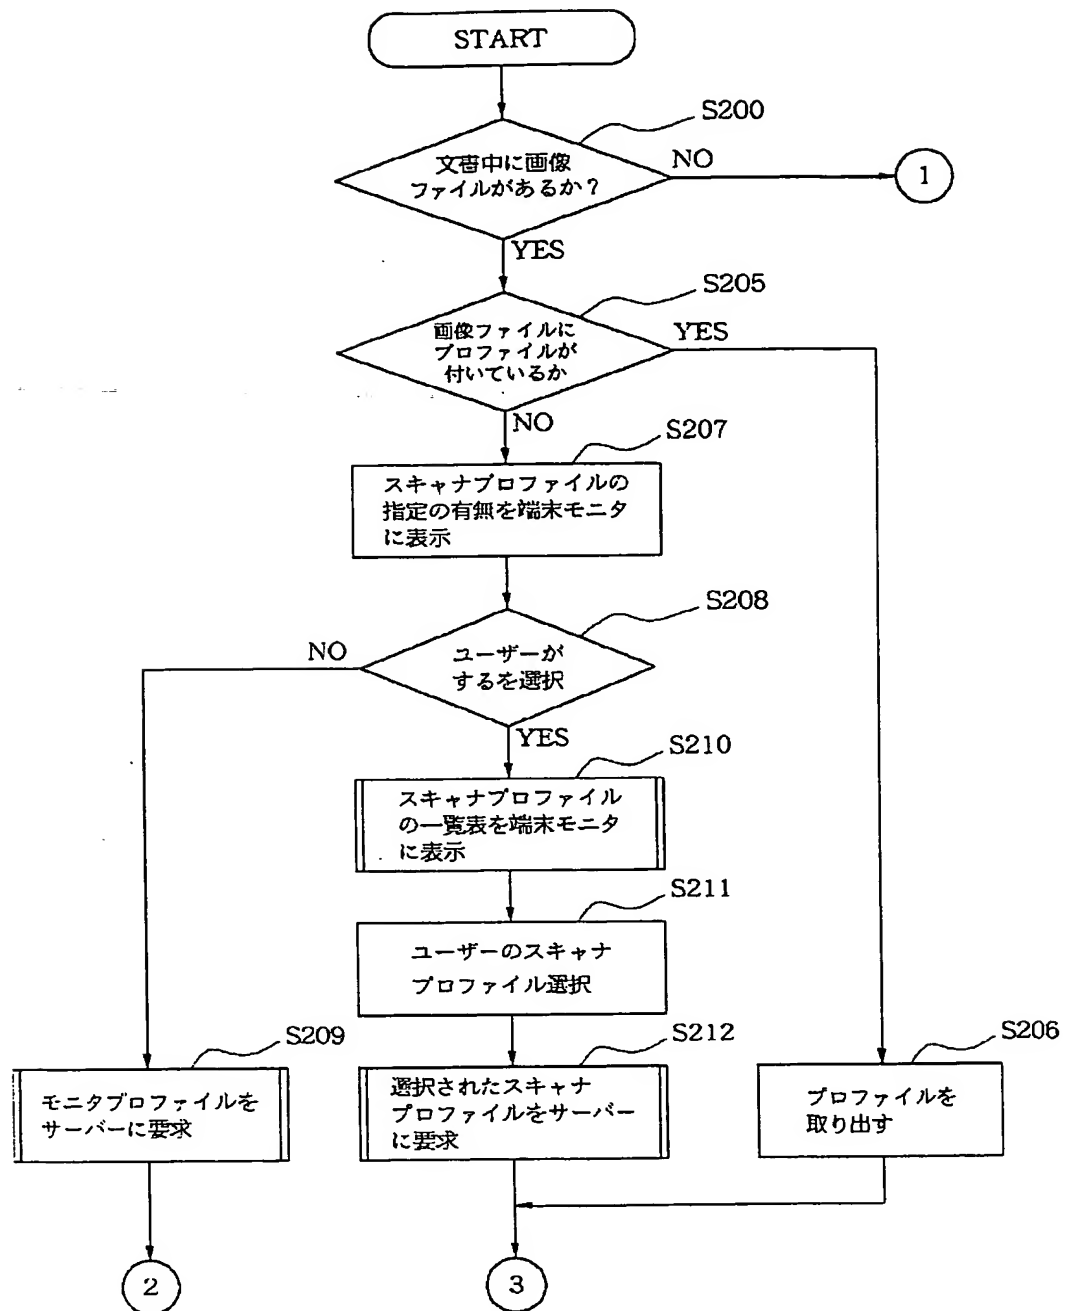 START
S200
文書中に画像
ファイルがあるか？
NO
1
YES
S205
画像ファイルに
プロファイルが
付いているか
YES
NO
S207
スキャナプロファイルの
指定の有無を端末モニタ
に表示
S208
ユーザーが
するを選択
NO
YES
S210
スキャナプロファイル
の一覧表を端末モニタ
に表示
S211
ユーザーのスキャナ
プロファイル選択
S209
モニタプロファイルを
サーバーに要求
S212
選択されたスキャナ
プロファイルをサーバー
に要求
S206
プロファイルを
取り出す
2
3